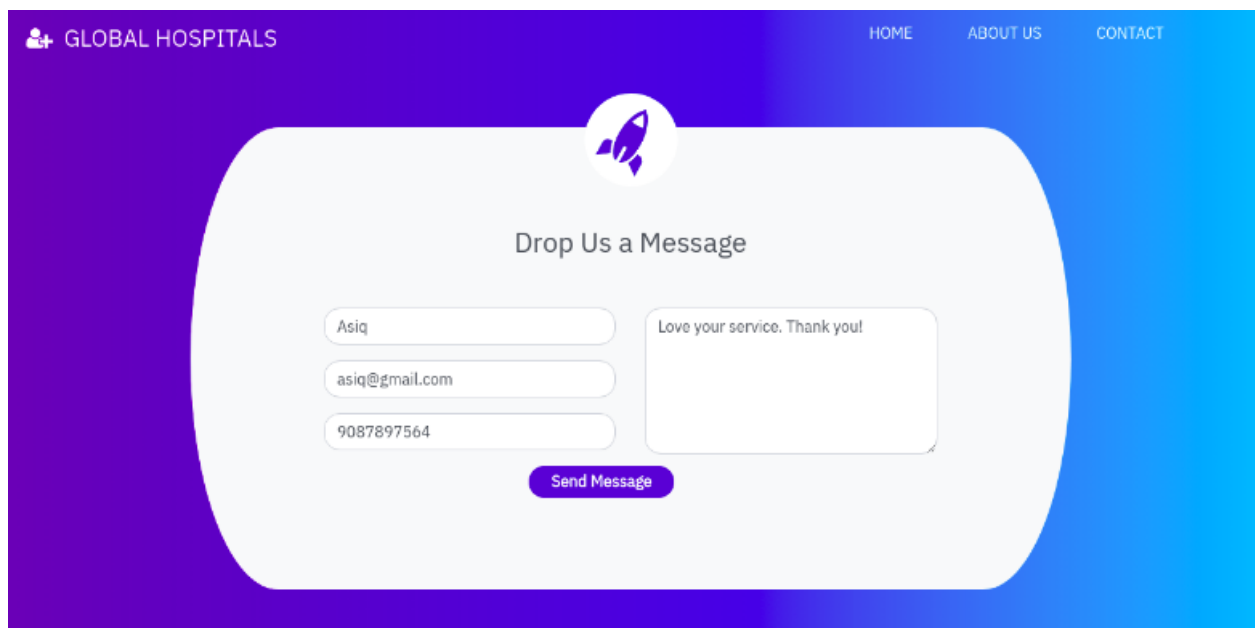 GLOBAL HOSPITALS
HOME ABOUT US CONTACT
Drop Us a Message
Asiq
asiq@gmail.com
9087897564
Love your service. Thank you!
Send Message